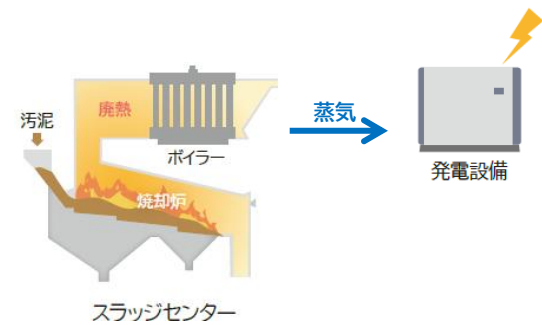 汚泥
廃熱
ボイラー
焼却炉
スラッジセンター
蒸気
発電設備